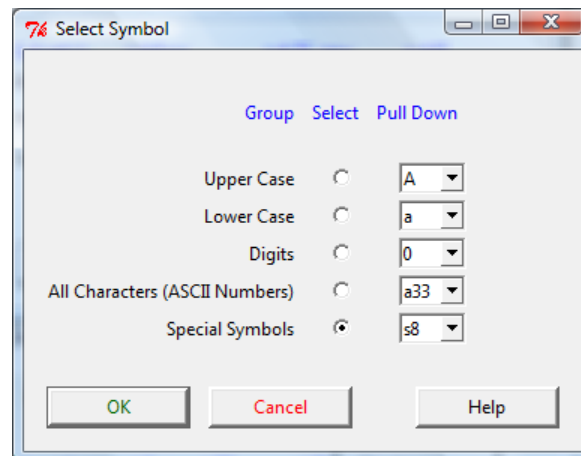 Select Symbol
Group Select Pull Down
Upper Case A
Lower Case a
Digits 0
All Characters (ASCII Numbers) a33
Special Symbols s8
OK Cancel Help